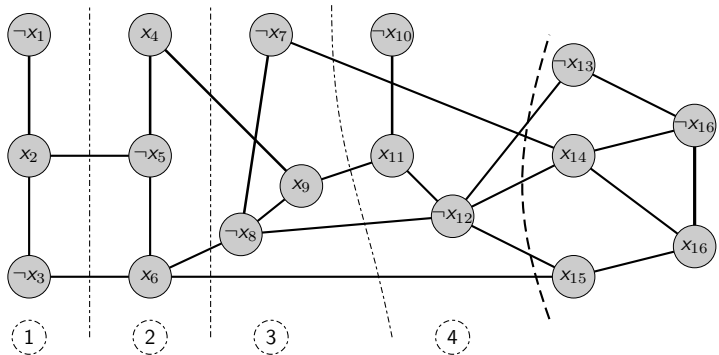 ¬x₁ x₄ ¬x₇ ¬x₁₀
¬x₁₃
¬x₁₆
x₂ ¬x₅ x₁₁ x₁₄
x₉
¬x₁₂
¬x₈
x₁₆
¬x₃ x₆ x₁₅
1 2 3 4